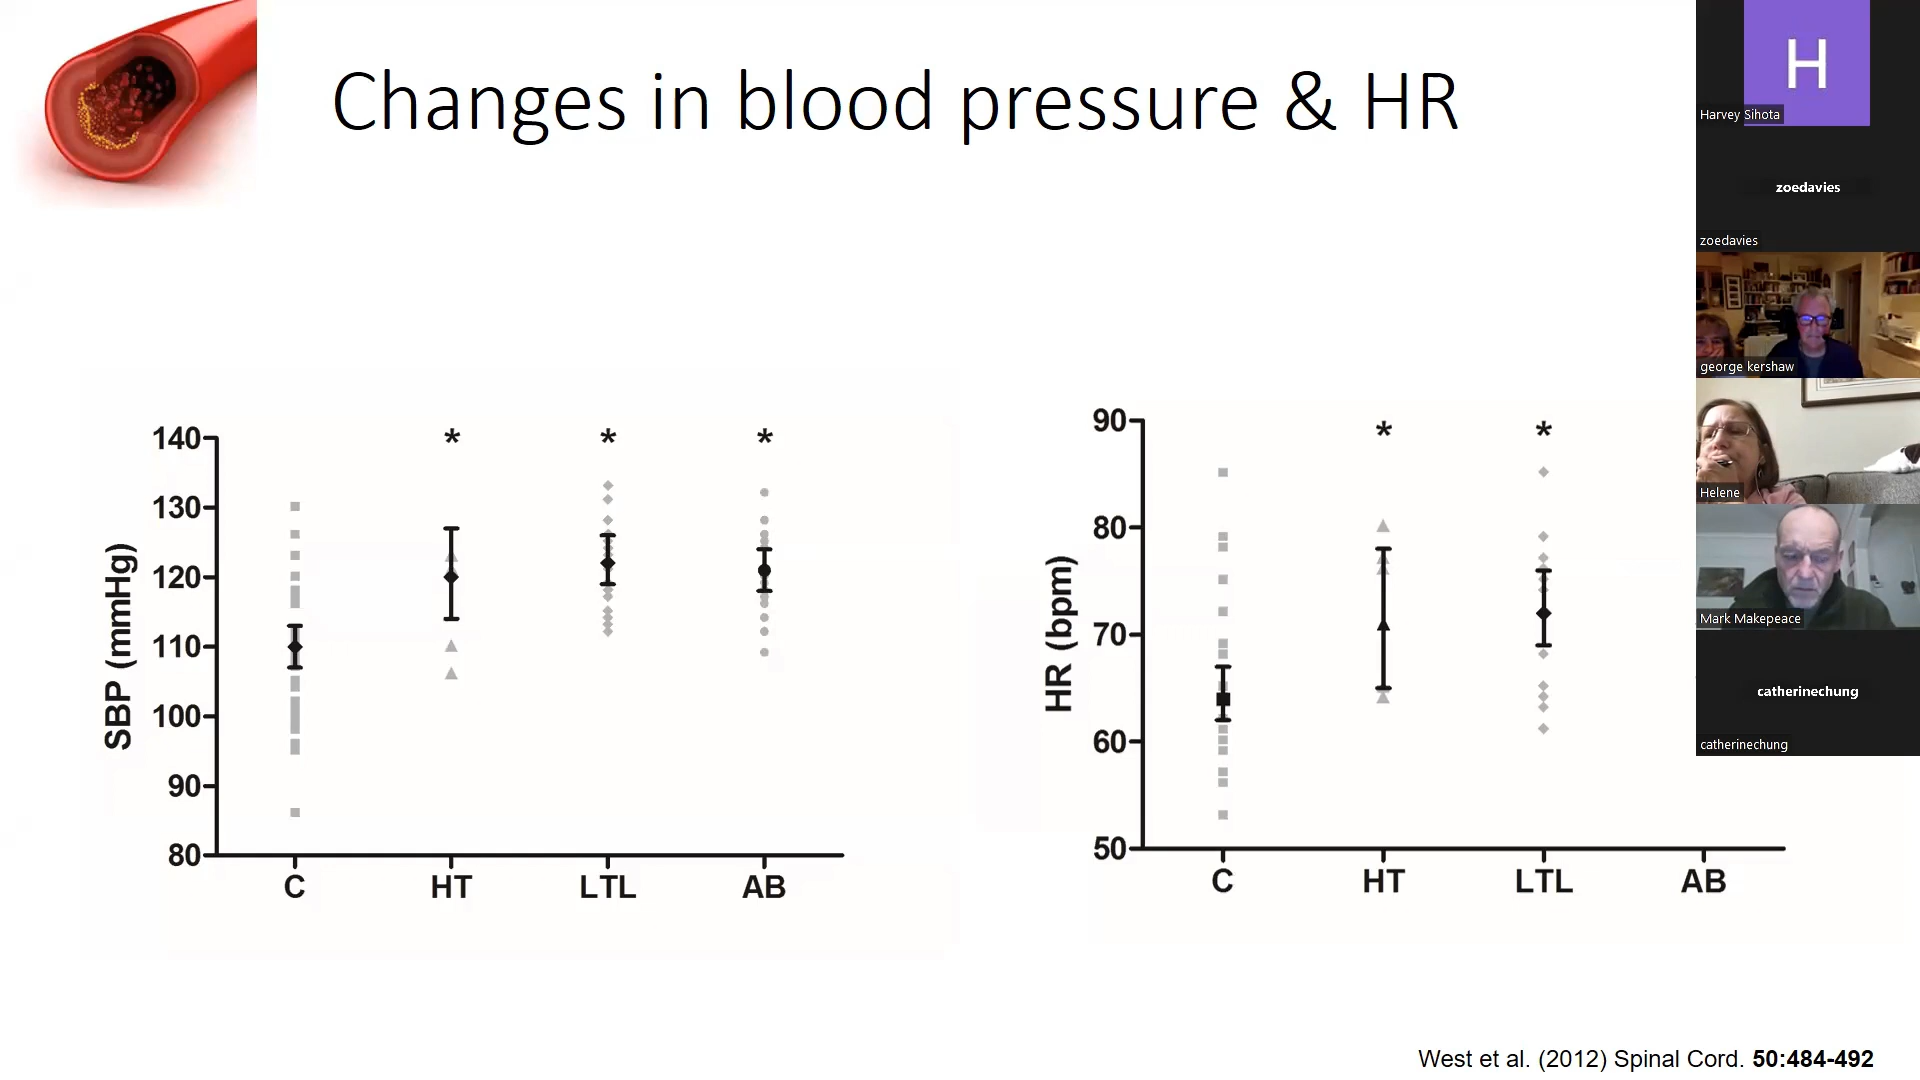 Changes in blood pressure & HR
SBP (mmHg)
140
130
120
110
100
90
80
* * *
C HT LTL AB
HR (bpm)
90
80
70
60
50
* *
C HT LTL AB
West et al. (2012) Spinal Cord. 50:484-492
H
Harvey Sihota
zoedavies
zoedavies
george kershaw
Helene
Mark Makepeace
catherinechung
catherinechung